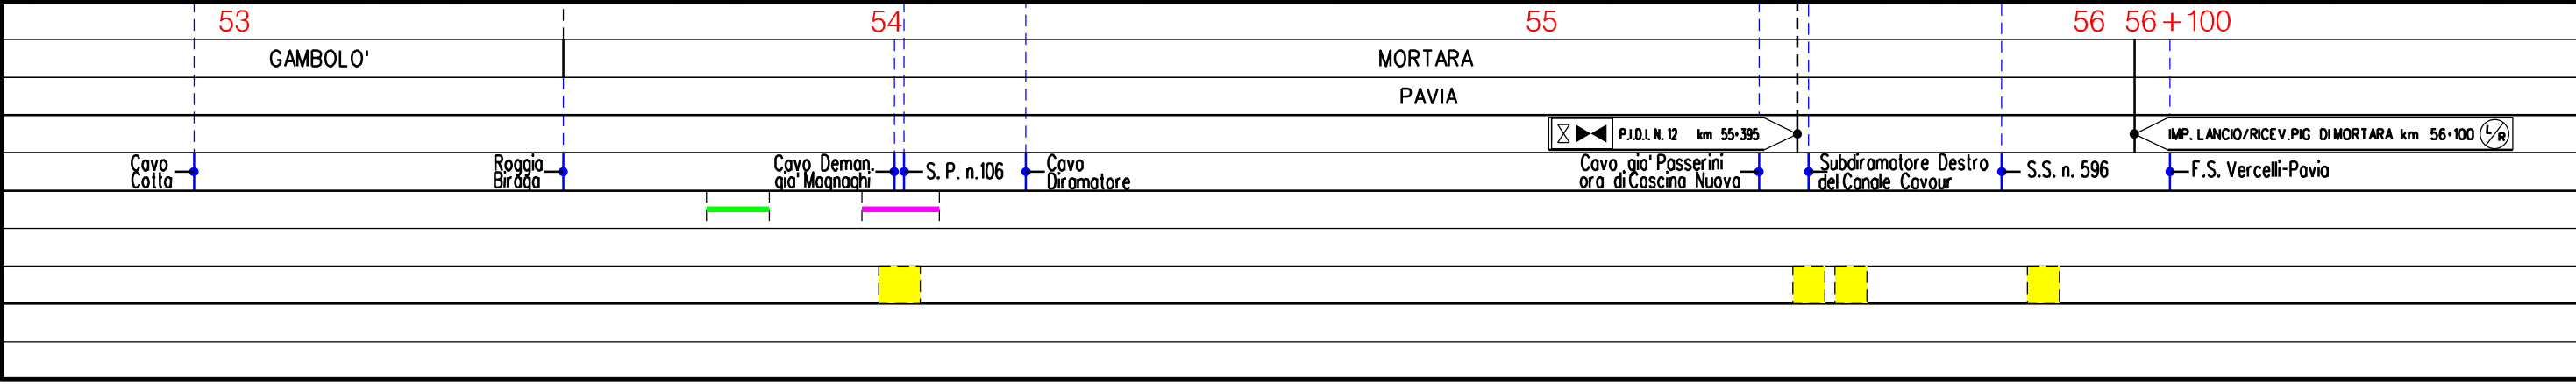 53 54 55 56 56+100
GAMBOLO' MORTARA
PAVIA
P.I.D.I. N. 12 km 55+395 IMP. LANCIO/RICEV.PIG DI MORTARA km 56+100 L/R
Cavo
Cotta
Roggia
Biraga
Cavo Deman.
gia' Magnaghi
S. P. n.106
Cavo
Diramatore
Cavo gia' Passerini
ora di Cascina Nuova
Subdiramatore Destro
del Canale Cavour
S.S. n. 596
F.S. Vercelli-Pavia